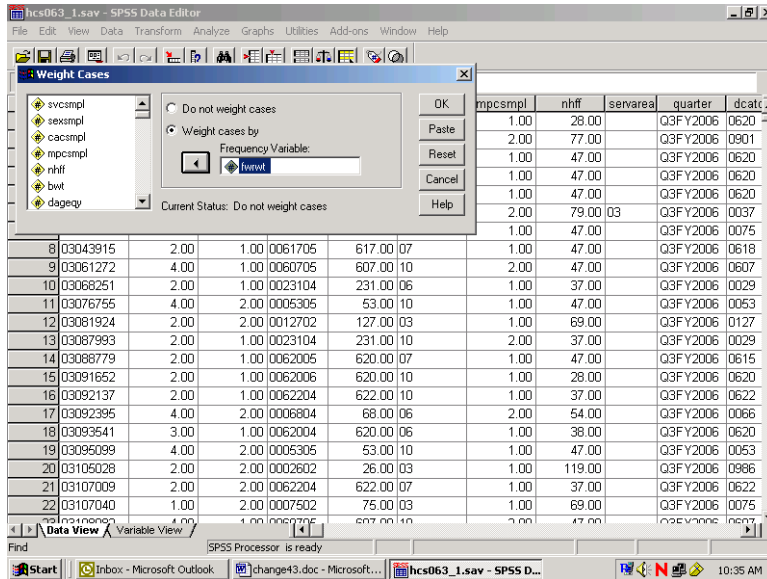 hcs063_1.sav - SPSS Data Editor
File Edit View Data Transform Analyze Graphs Utilities Add-ons Window Help
Weight Cases
svcsmpl
sexsmpl
cacsmpl
mpcsmpl
nhff
bwt
dageqy
Do not weight cases
Weight cases by
Frequency Variable:
fwrwt
Current Status: Do not weight cases
OK
Paste
Reset
Cancel
Help
mpcsmpl nhff servarea quarter dcatc
1.00 28.00 Q3FY2006 0620
2.00 77.00 Q3FY2006 0901
1.00 47.00 Q3FY2006 0620
1.00 47.00 Q3FY2006 0620
1.00 47.00 Q3FY2006 0620
2.00 79.00 03 Q3FY2006 0037
1.00 47.00 Q3FY2006 0075
8 03043915 2.00 1.00 0061705 617.00 07 1.00 47.00 Q3FY2006 0618
9 03061272 4.00 1.00 0060705 607.00 10 2.00 47.00 Q3FY2006 0607
10 03068251 2.00 1.00 0023104 231.00 06 1.00 37.00 Q3FY2006 0029
11 03076755 4.00 2.00 0005305 53.00 10 1.00 47.00 Q3FY2006 0053
12 03081924 2.00 2.00 0012702 127.00 03 1.00 69.00 Q3FY2006 0127
13 03087993 2.00 1.00 0023104 231.00 10 2.00 37.00 Q3FY2006 0029
14 03088779 2.00 1.00 0062005 620.00 07 1.00 47.00 Q3FY2006 0615
15 03091652 2.00 1.00 0062006 620.00 10 1.00 28.00 Q3FY2006 0620
16 03092137 2.00 1.00 0062204 622.00 10 1.00 37.00 Q3FY2006 0622
17 03092395 4.00 2.00 0006804 68.00 06 2.00 54.00 Q3FY2006 0066
18 03093541 3.00 1.00 0062004 620.00 06 1.00 38.00 Q3FY2006 0620
19 03095099 4.00 2.00 0005305 53.00 10 1.00 47.00 Q3FY2006 0053
20 03105028 2.00 2.00 0002602 26.00 03 1.00 119.00 Q3FY2006 0986
21 03107009 2.00 2.00 0062204 622.00 07 1.00 37.00 Q3FY2006 0622
22 03107040 1.00 2.00 0007502 75.00 03 1.00 69.00 Q3FY2006 0075
Data View Variable View
Find SPSS Processor is ready
Start Inbox - Microsoft Outlook change43.doc - Microsoft... hcs063_1.sav - SPSS D... 10:35 AM